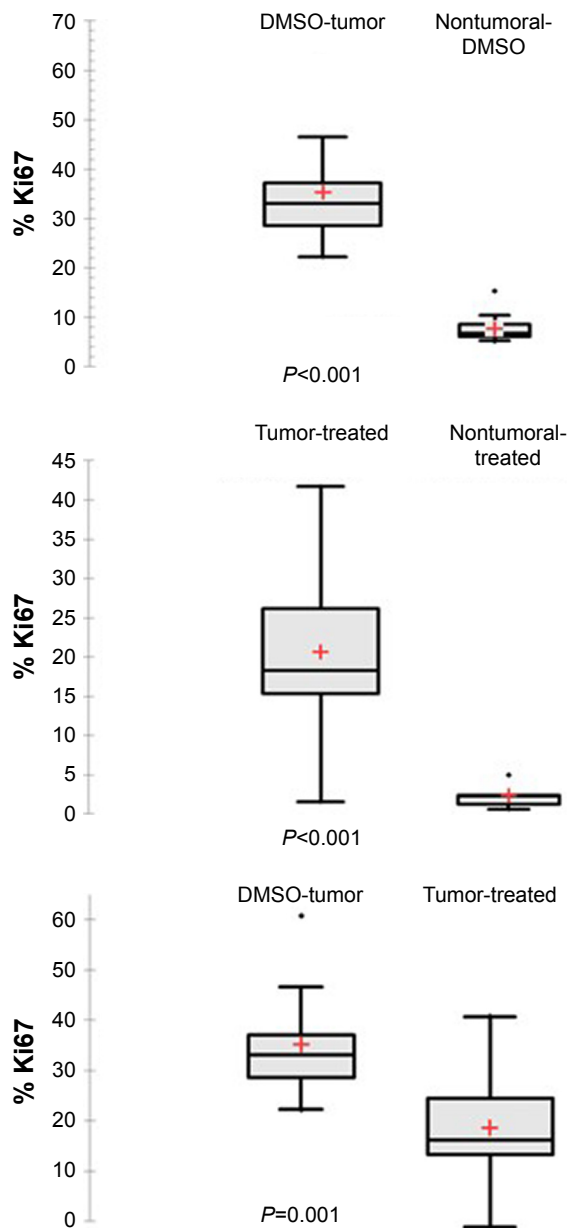 DMSO-tumor
Nontumoral-
DMSO
% Ki67
70
60
50
40
30
20
10
0
P<0.001
Tumor-treated
Nontumoral-
treated
% Ki67
45
40
35
30
25
20
15
10
5
0
P<0.001
DMSO-tumor
Tumor-treated
% Ki67
60
50
40
30
20
10
0
P=0.001